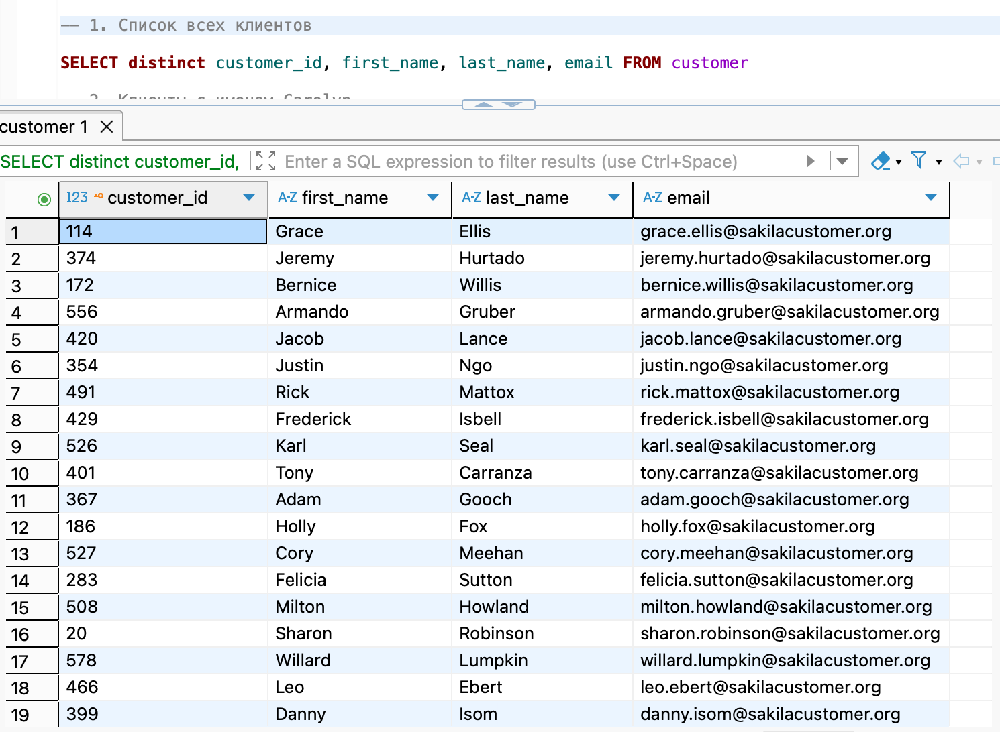 -- 1. Список всех клиентов
SELECT distinct customer_id, first_name, last_name, email FROM customer
2. Клиенты с именем Carolyn
customer 1
SELECT distinct customer_id, Enter a SQL expression to filter results (use Ctrl+Space)
123 customer_id A-Z first_name A-Z last_name A-Z email
1 114 Grace Ellis grace.ellis@sakilacustomer.org
2 374 Jeremy Hurtado jeremy.hurtado@sakilacustomer.org
3 172 Bernice Willis bernice.willis@sakilacustomer.org
4 556 Armando Gruber armando.gruber@sakilacustomer.org
5 420 Jacob Lance jacob.lance@sakilacustomer.org
6 354 Justin Ngo justin.ngo@sakilacustomer.org
7 491 Rick Mattox rick.mattox@sakilacustomer.org
8 429 Frederick Isbell frederick.isbell@sakilacustomer.org
9 526 Karl Seal karl.seal@sakilacustomer.org
10 401 Tony Carranza tony.carranza@sakilacustomer.org
11 367 Adam Gooch adam.gooch@sakilacustomer.org
12 186 Holly Fox holly.fox@sakilacustomer.org
13 527 Cory Meehan cory.meehan@sakilacustomer.org
14 283 Felicia Sutton felicia.sutton@sakilacustomer.org
15 508 Milton Howland milton.howland@sakilacustomer.org
16 20 Sharon Robinson sharon.robinson@sakilacustomer.org
17 578 Willard Lumpkin willard.lumpkin@sakilacustomer.org
18 466 Leo Ebert leo.ebert@sakilacustomer.org
19 399 Danny Isom danny.isom@sakilacustomer.org